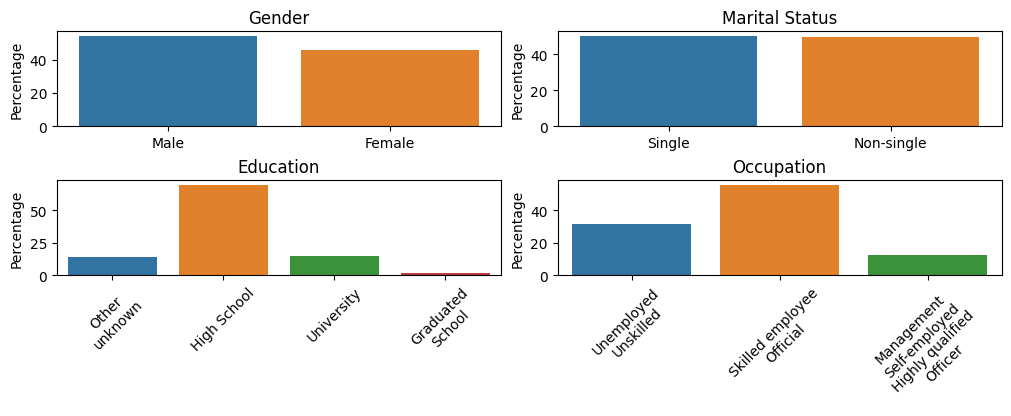 Gender
Percentage
40
20
0
Male
Female
Marital Status
Percentage
40
20
0
Single
Non-single
Education
Percentage
50
25
0
Other
unknown
High School
University
Graduated
School
Occupation
Percentage
40
20
0
Unemployed
Unskilled
Skilled employee
Official
Management
Self-employed
Highly qualified
Officer